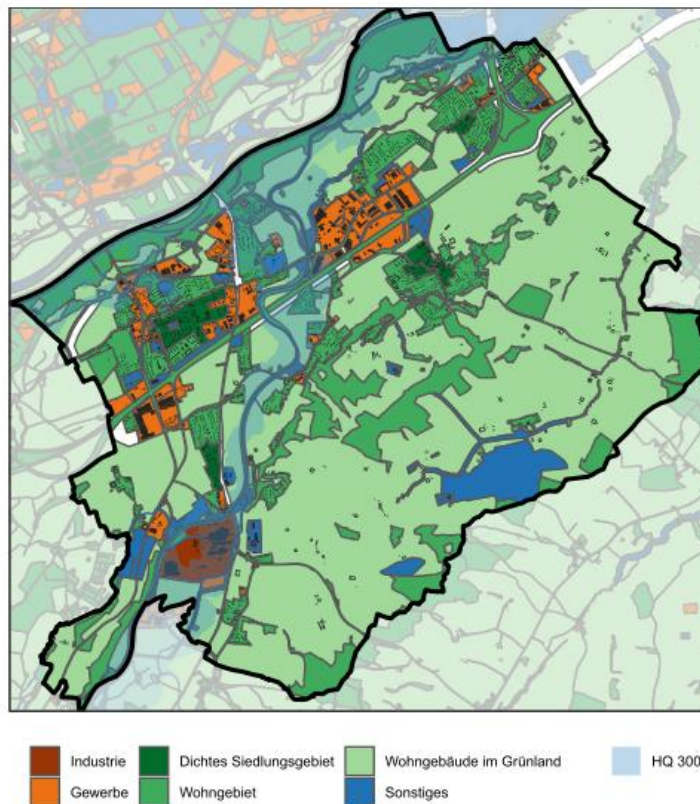 Industrie Dichtes Siedlungsgebiet Wohngebäude im Grünland HQ 300
Gewerbe Wohngebiet Sonstiges